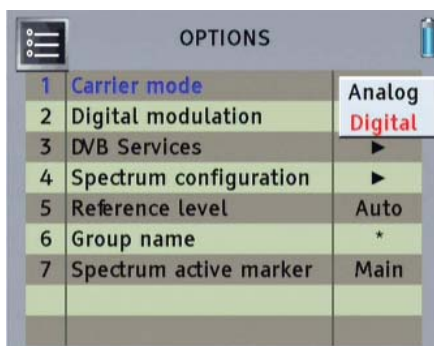 OPTIONS
1 Carrier mode Analog
Digital
2 Digital modulation
3 DVB Services ►
4 Spectrum configuration ►
5 Reference level Auto
6 Group name *
7 Spectrum active marker Main